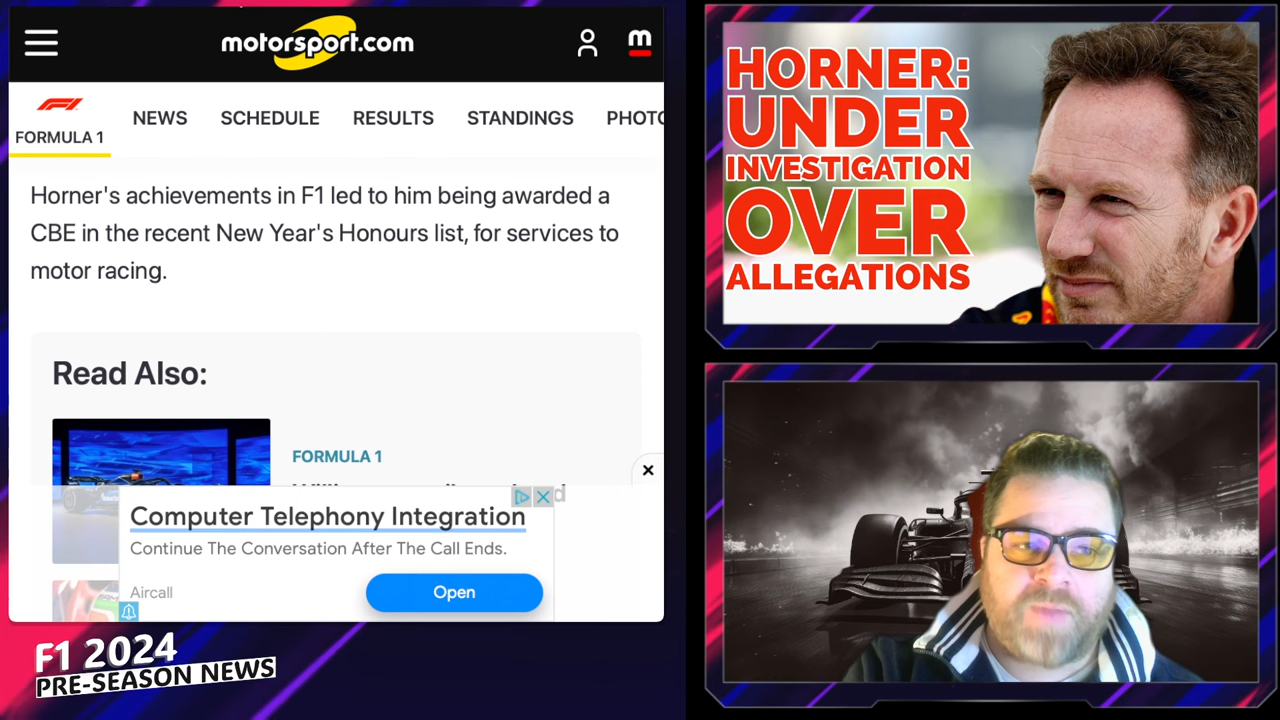 motorsport.com
m
F1
FORMULA 1
NEWS
SCHEDULE
RESULTS
STANDINGS
Horner's achievements in F1 led to him being awarded a
CBE in the recent New Year's Honours list, for services to
motor racing.
Read Also:
FORMULA 1
Computer Telephony Integration
Continue The Conversation After The Call Ends.
Aircall
Open
F1 2024
PRE-SEASON NEWS
HORNER:
UNDER
INVESTIGATION
OVER
ALLEGATIONS